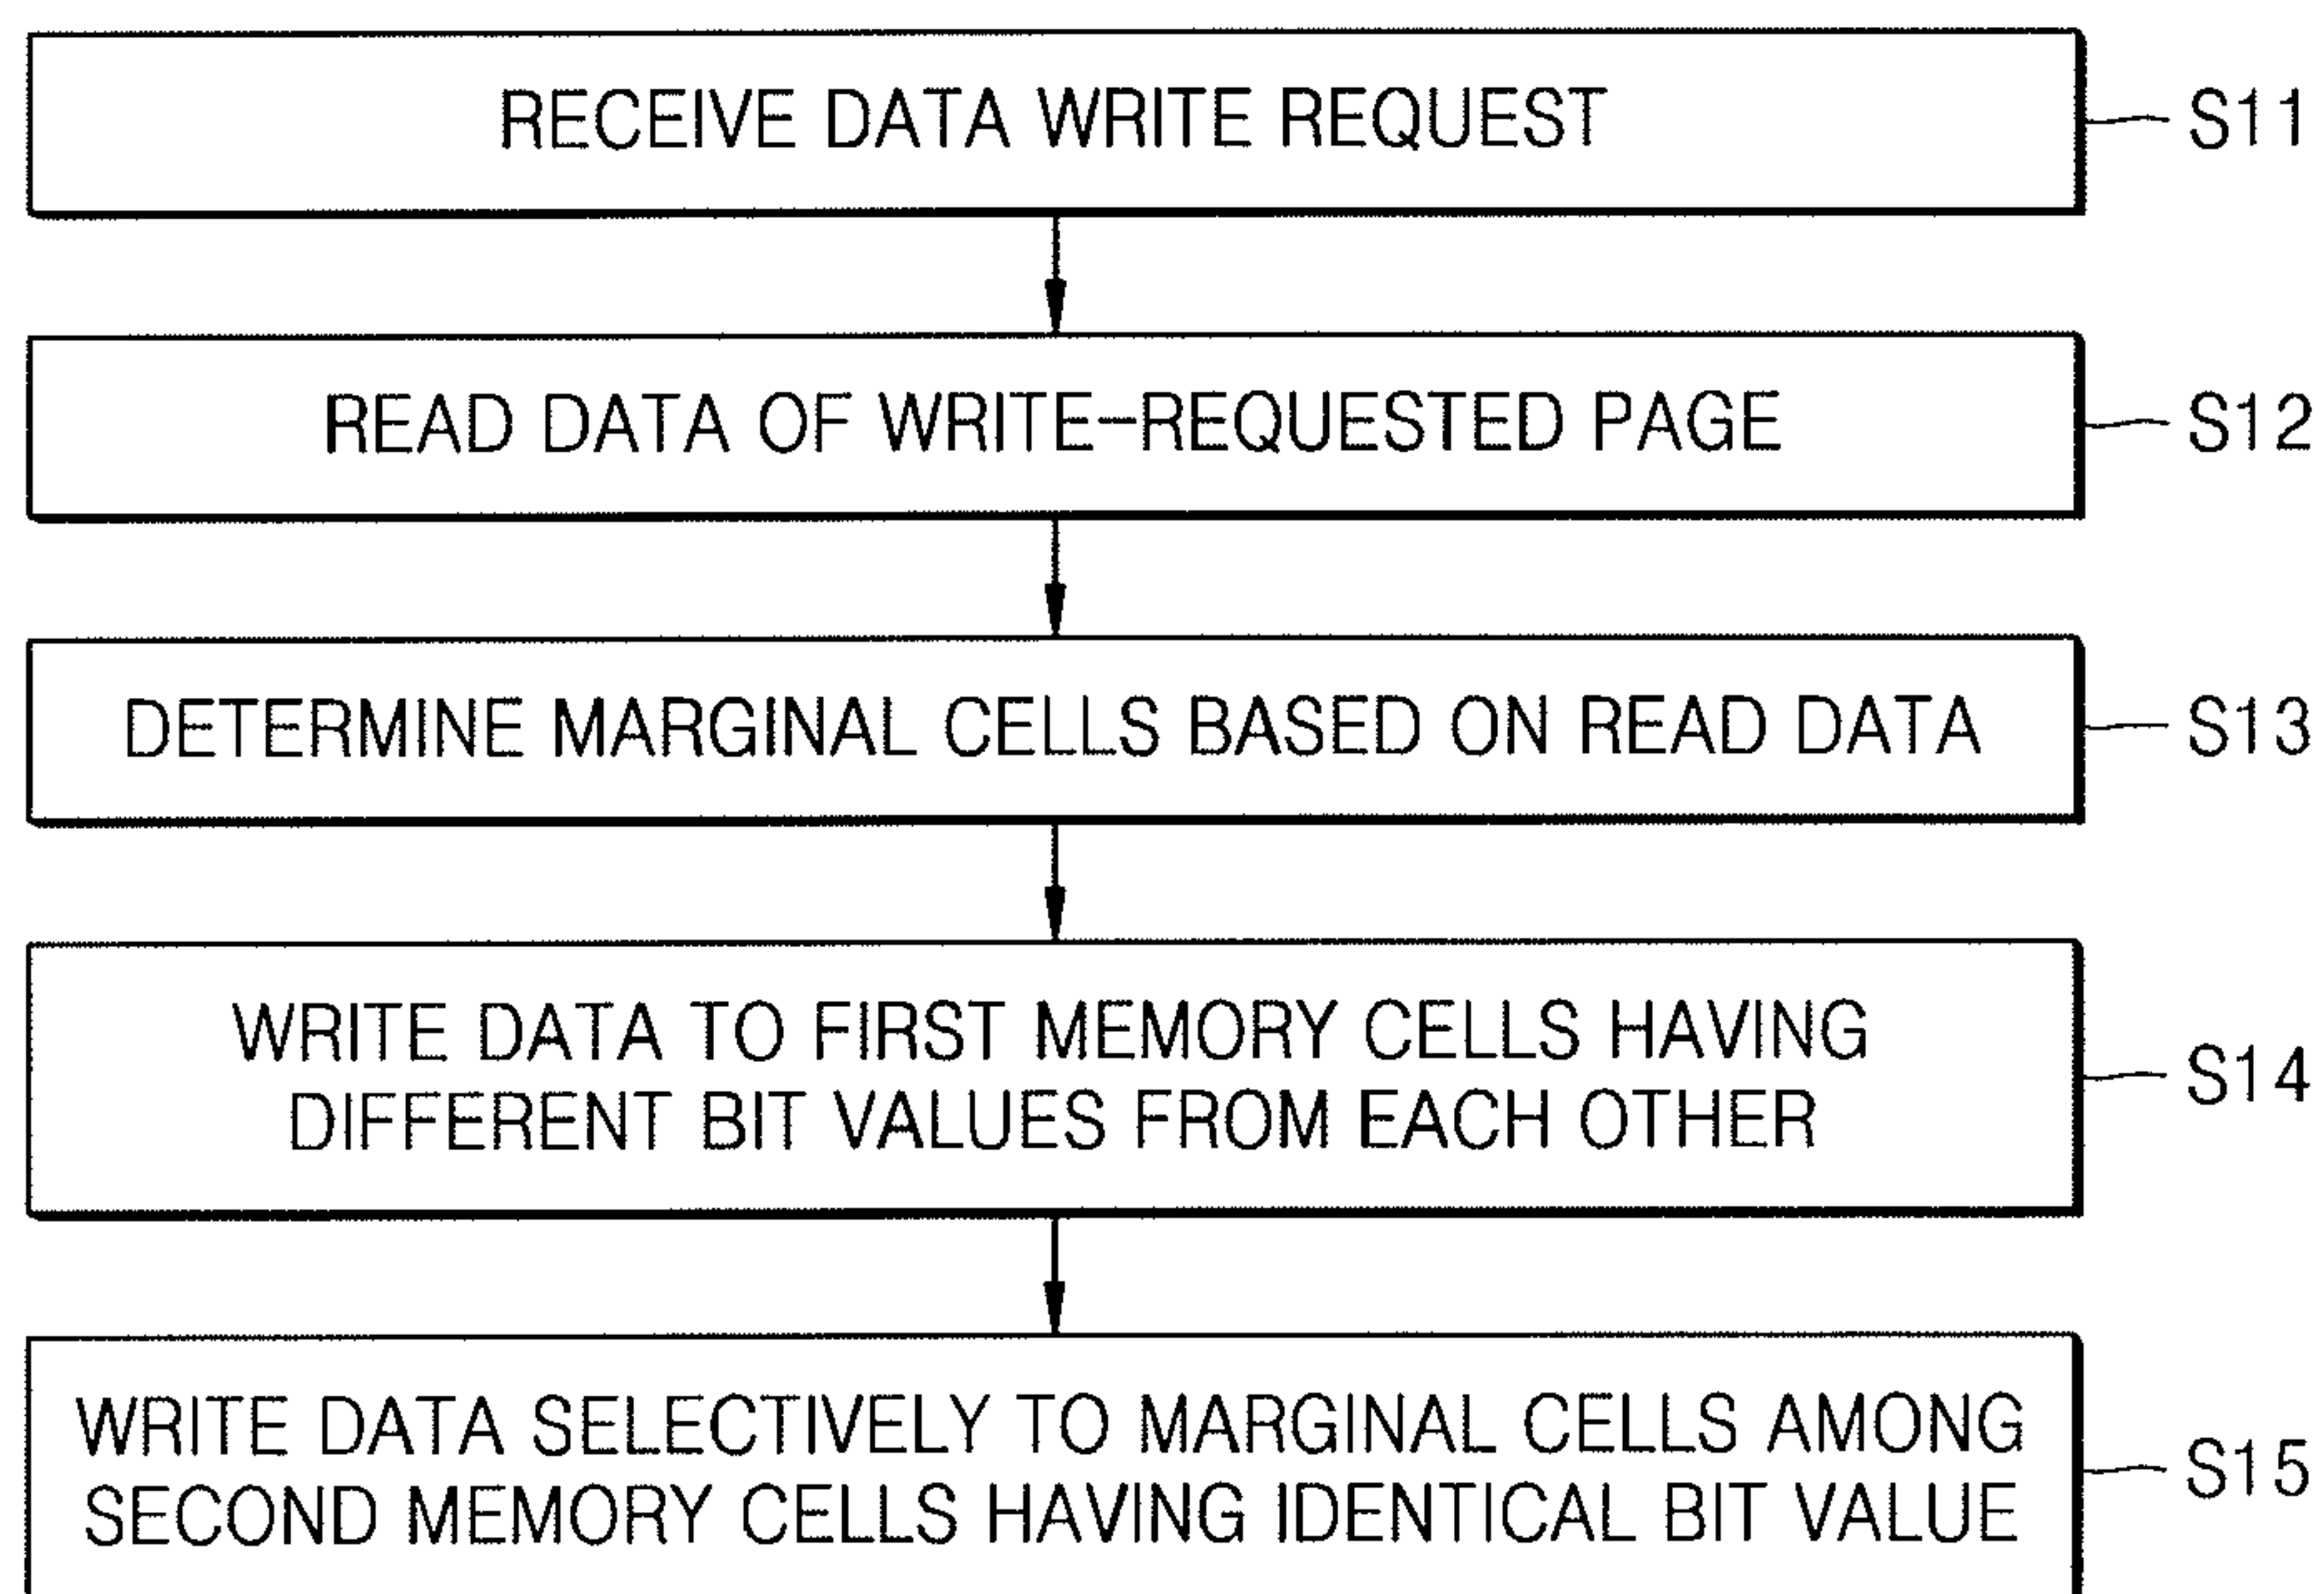 RECEIVE DATA WRITE REQUEST
S11
READ DATA OF WRITE-REQUESTED PAGE
S12
DETERMINE MARGINAL CELLS BASED ON READ DATA
S13
WRITE DATA TO FIRST MEMORY CELLS HAVING
DIFFERENT BIT VALUES FROM EACH OTHER
S14
WRITE DATA SELECTIVELY TO MARGINAL CELLS AMONG
SECOND MEMORY CELLS HAVING IDENTICAL BIT VALUE
S15